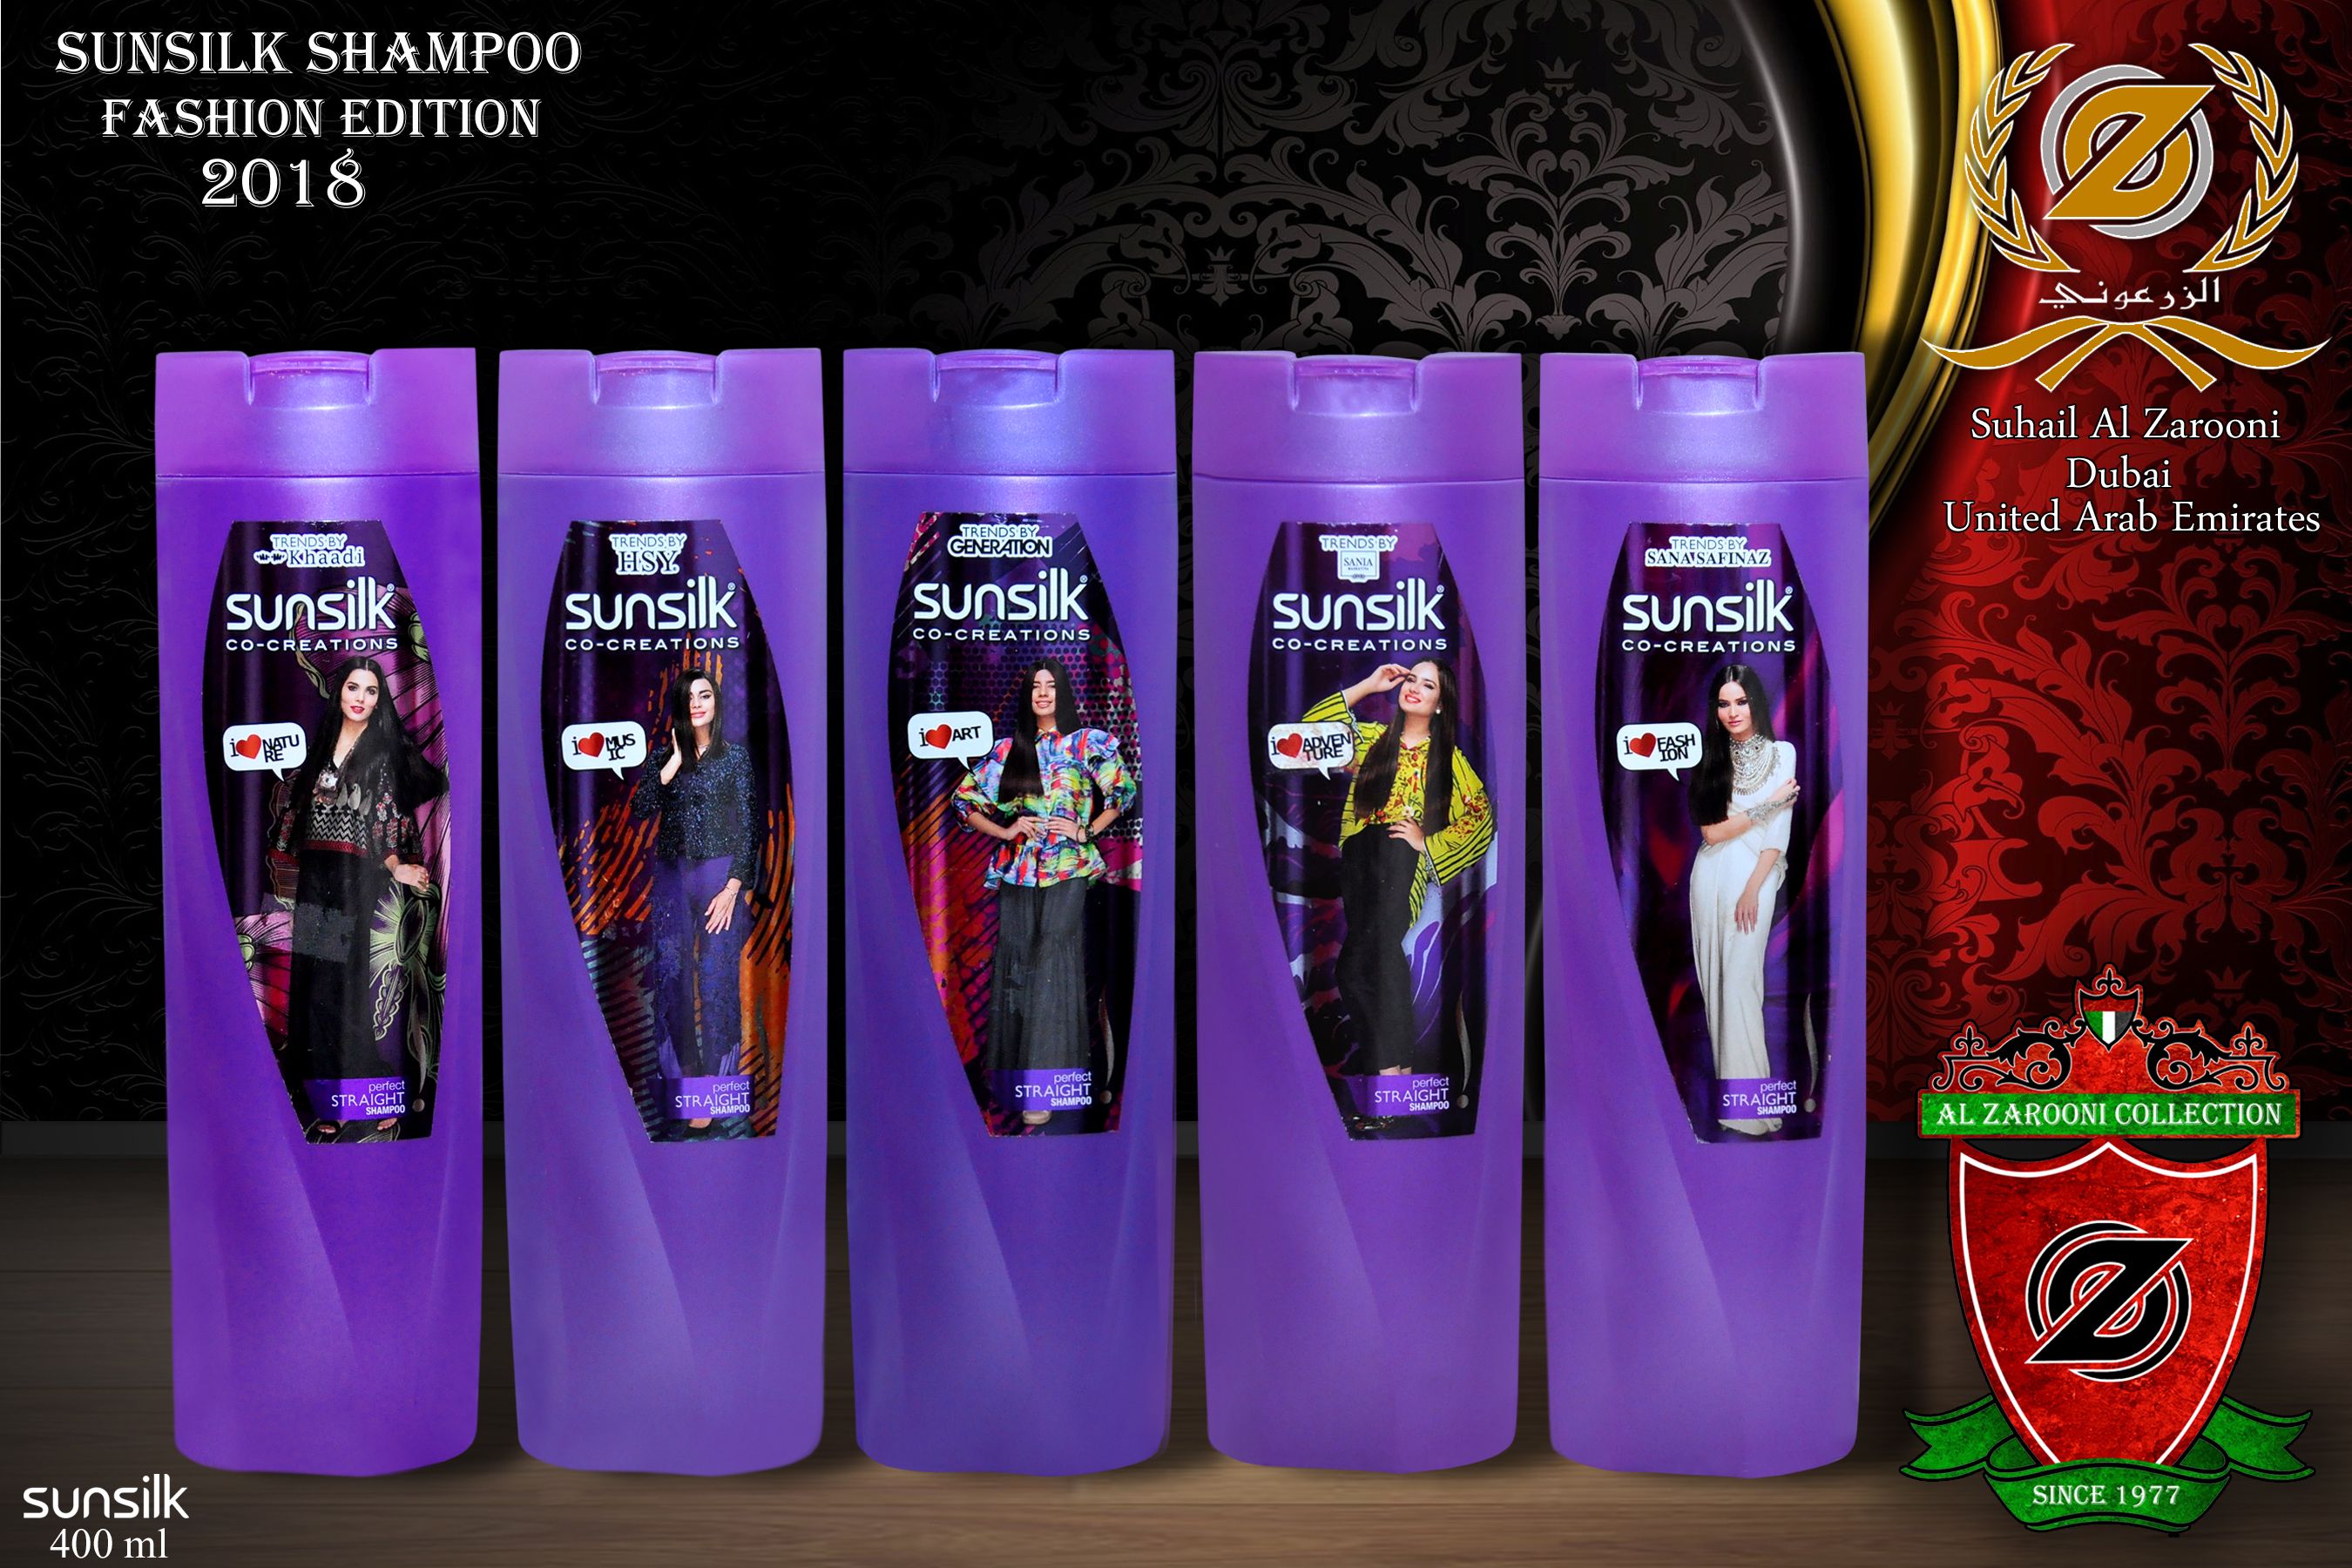 SUNSILK SHAMPOO
FASHION EDITION
2018
الزرعوني
Suhail Al Zarooni
Dubai
United Arab Emirates
TRENDS BY
Khaadi
sunsilk®
CO-CREATIONS
i NATU
RE
perfect
STRAIGHT
SHAMPOO
TRENDS BY
HSY
sunsilk®
CO-CREATIONS
i MUS
IC
perfect
STRAIGHT
SHAMPOO
TRENDS BY
GENERATION
sunsilk®
CO-CREATIONS
i ART
perfect
STRAIGHT
SHAMPOO
TRENDS BY
SANIA
sunsilk®
CO-CREATIONS
i ADVEN
TURE
perfect
STRAIGHT
SHAMPOO
TRENDS BY
SANA SAFINAZ
sunsilk®
CO-CREATIONS
i FASH
ION
perfect
STRAIGHT
SHAMPOO
AL ZAROONI COLLECTION
Z
SINCE 1977
sunsilk
400 ml